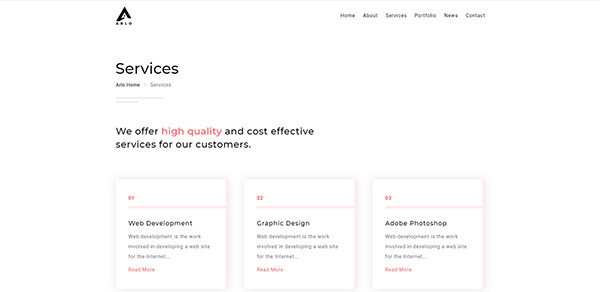 ARLO
Home About Services Portfolio News Contact
Services
Arlo Home > Services
We offer high quality and cost effective
services for our customers.
01
Web Development
Web development is the work
involved in developing a web site
for the Internet...
Read More
02
Graphic Design
Web development is the work
involved in developing a web site
for the Internet...
Read More
03
Adobe Photoshop
Web development is the work
involved in developing a web site
for the Internet...
Read More